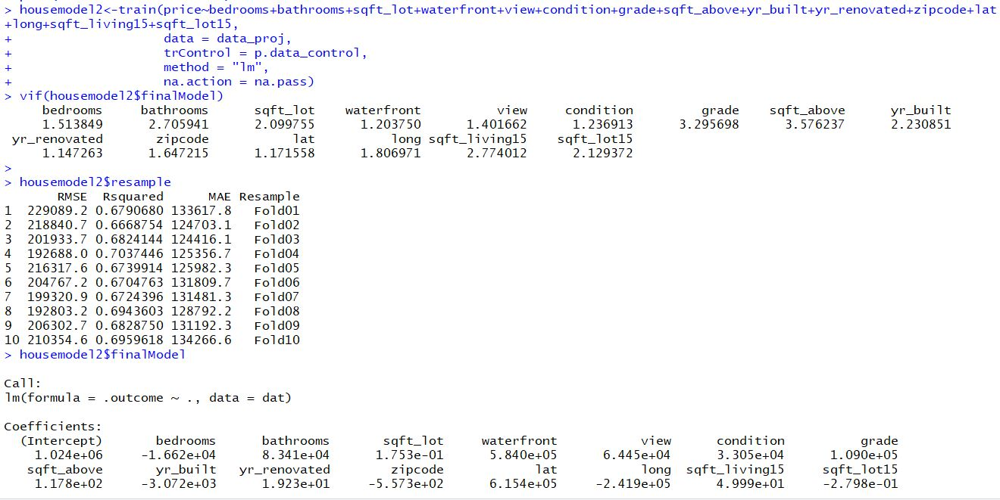 > housemodel2<-train(price~bedrooms+bathrooms+sqft_lot+waterfront+view+condition+grade+sqft_above+yr_built+yr_renovated+zipcode+lat
+long+sqft_living15+sqft_lot15,
+                     data = data_proj,
+                     trControl = p.data_control,
+                     method = "lm",
+                     na.action = na.pass)
> vif(housemodel2$finalModel)
     bedrooms     bathrooms      sqft_lot    waterfront          view     condition         grade    sqft_above      yr_built
     1.513849      2.705941      2.099755      1.203750      1.401662      1.236913      3.295698      3.576237      2.230851
 yr_renovated       zipcode           lat          long sqft_living15    sqft_lot15
     1.147263      1.647215      1.171558      1.806971      2.774012      2.129372
>
> housemodel2$resample
       RMSE  Rsquared      MAE Resample
1  229089.2 0.6790680 133617.8   Fold01
2  218840.7 0.6668754 124703.1   Fold02
3  201933.7 0.6824144 124416.1   Fold03
4  192688.0 0.7037446 125356.7   Fold04
5  216317.6 0.6739914 125982.3   Fold05
6  204767.2 0.6704763 131809.7   Fold06
7  199320.9 0.6724396 131481.3   Fold07
8  192803.2 0.6943603 128792.2   Fold08
9  206302.7 0.6828750 131192.3   Fold09
10 210354.6 0.6959618 134266.6   Fold10
> housemodel2$finalModel
Call:
lm(formula = .outcome ~ ., data = dat)
Coefficients:
  (Intercept)       bedrooms      bathrooms       sqft_lot     waterfront           view      condition          grade
    1.024e+06     -1.662e+04      8.341e+04      1.753e-01      5.840e+05      6.445e+04      3.305e+04      1.090e+05
   sqft_above       yr_built   yr_renovated        zipcode            lat           long  sqft_living15     sqft_lot15
    1.178e+02     -3.072e+03      1.923e+01     -5.573e+02      6.154e+05     -2.419e+05      4.999e+01     -2.798e-01